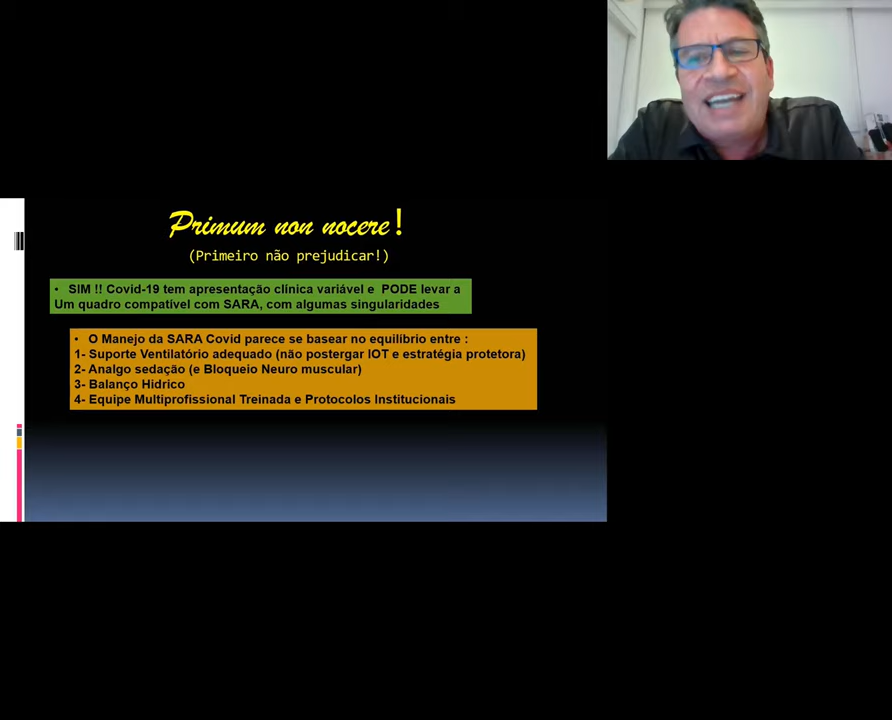 Primum non nocere!
(Primeiro não prejudicar!)
• SIM !! Covid-19 tem apresentação clínica variável e PODE levar a
Um quadro compatível com SARA, com algumas singularidades
• O Manejo da SARA Covid parece se basear no equilíbrio entre :
1- Suporte Ventilatório adequado (não postergar IOT e estratégia protetora)
2- Analgo sedação (e Bloqueio Neuro muscular)
3- Balanço Hídrico
4- Equipe Multiprofissional Treinada e Protocolos Institucionais